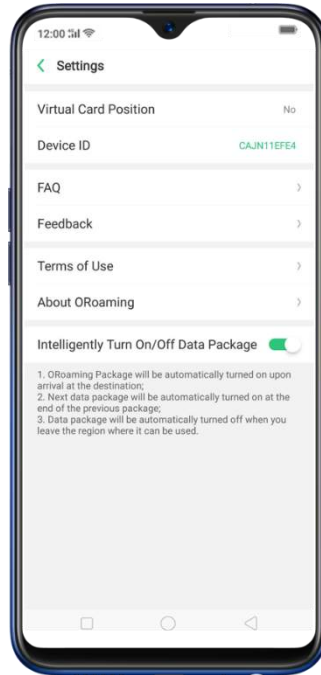 12:00
Settings
Virtual Card Position No
Device ID CAJN11EFE4
FAQ
Feedback
Terms of Use
About ORoaming
Intelligently Turn On/Off Data Package
1. ORoaming Package will be automatically turned on upon
arrival at the destination;
2. Next data package will be automatically turned on at the
end of the previous package;
3. Data package will be automatically turned off when you
leave the region where it can be used.